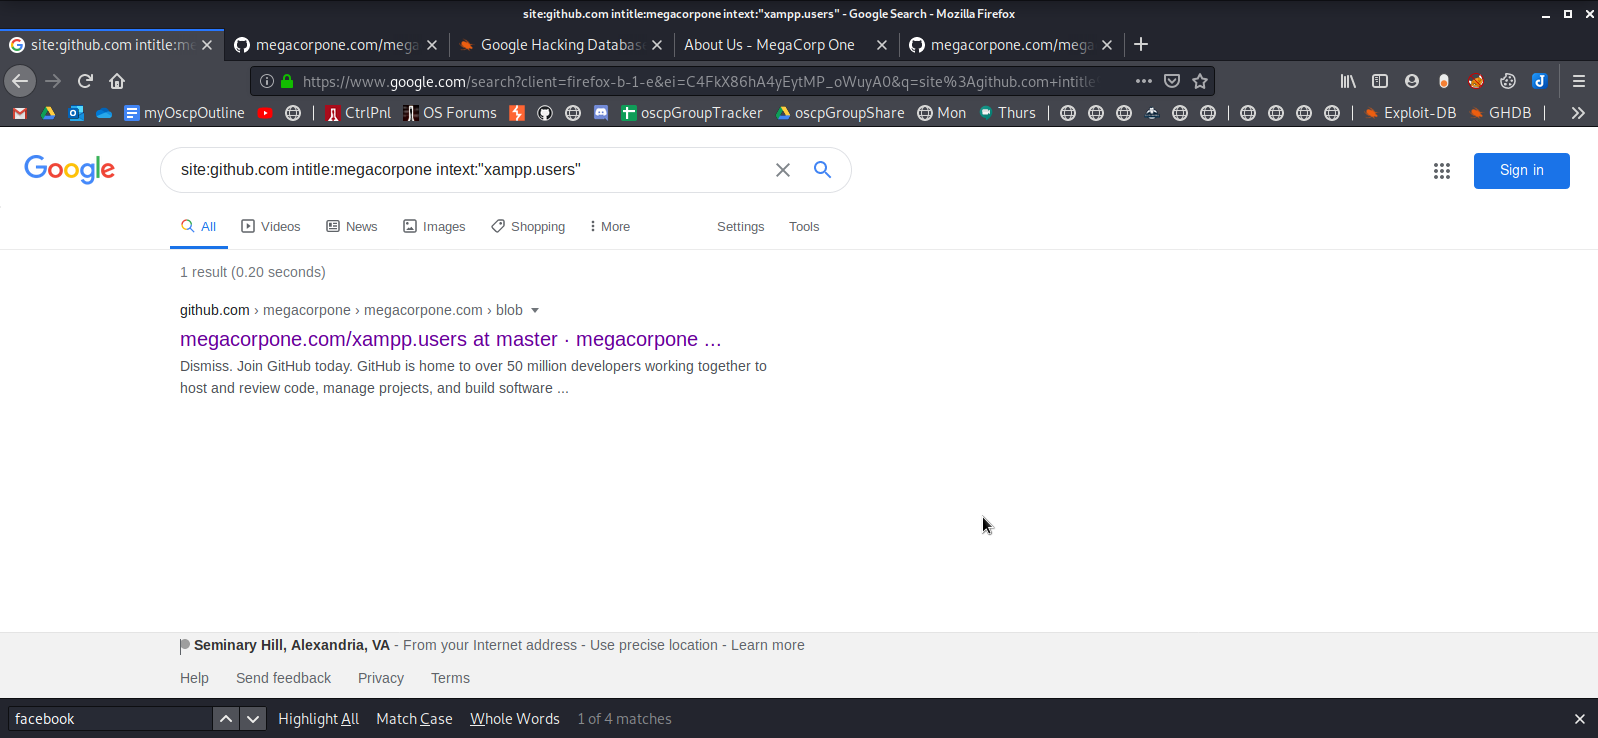 site:github.com intitle:megacorpone intext:"xampp.users" - Google Search - Mozilla Firefox
site:github.com intitle:me
megacorpone.com/mega
Google Hacking Databas
About Us - MegaCorp One
megacorpone.com/mega
https://www.google.com/search?client=firefox-b-1-e&ei=C4FkX86hA4yEytMP_oWuyA0&q=site%3Agithub.com+intitle
myOscpOutline | CtrlPnl OS Forums oscpGroupTracker oscpGroupShare Mon Thurs | | | Exploit-DB GHDB |
Google
site:github.com intitle:megacorpone intext:"xampp.users"
Sign in
All Videos News Images Shopping More Settings Tools
1 result (0.20 seconds)
github.com › megacorpone › megacorpone.com › blob
megacorpone.com/xampp.users at master · megacorpone ...
Dismiss. Join GitHub today. GitHub is home to over 50 million developers working together to
host and review code, manage projects, and build software ...
Seminary Hill, Alexandria, VA - From your Internet address - Use precise location - Learn more
Help Send feedback Privacy Terms
facebook Highlight All Match Case Whole Words 1 of 4 matches